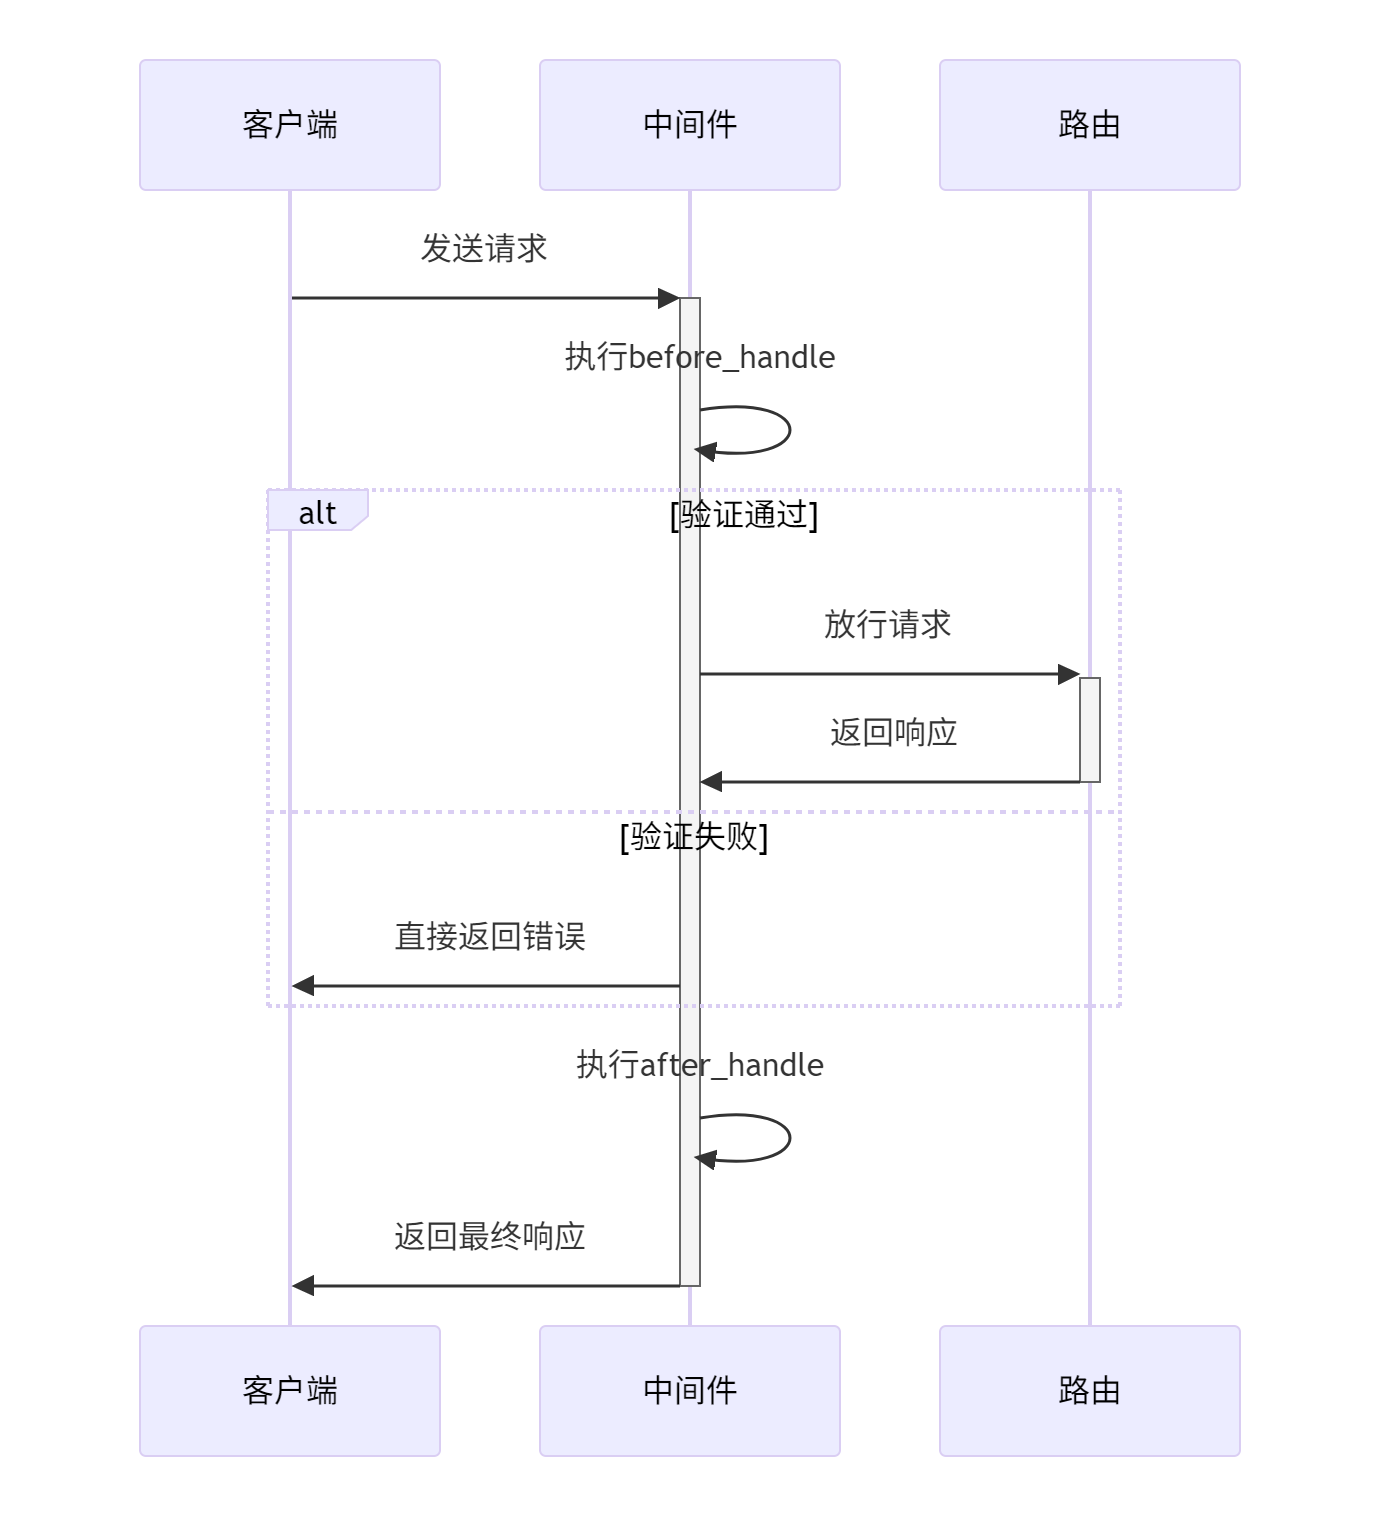 客户端
中间件
路由
发送请求
执行before_handle
alt
[验证通过]
放行请求
返回响应
[验证失败]
直接返回错误
执行after_handle
返回最终响应
客户端
中间件
路由